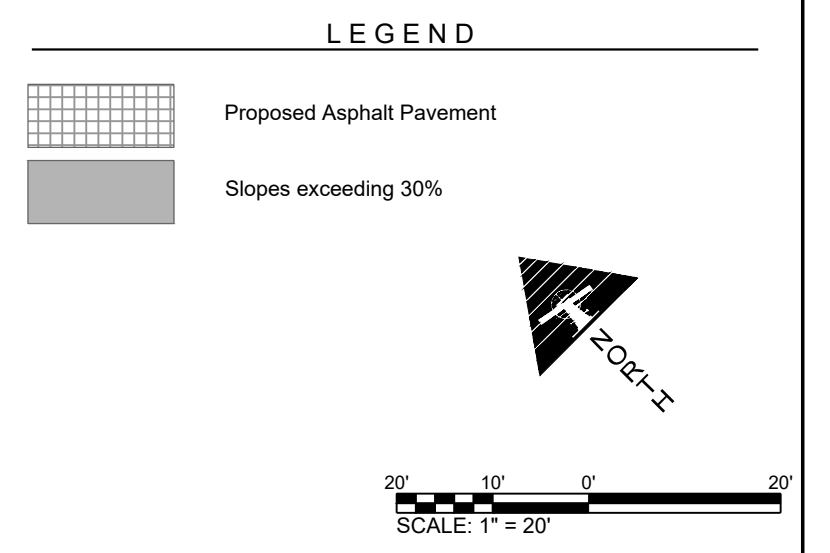 LEGEND
Proposed Asphalt Pavement
Slopes exceeding 30%
NORTH
20' 10' 0' 20'
SCALE: 1" = 20'